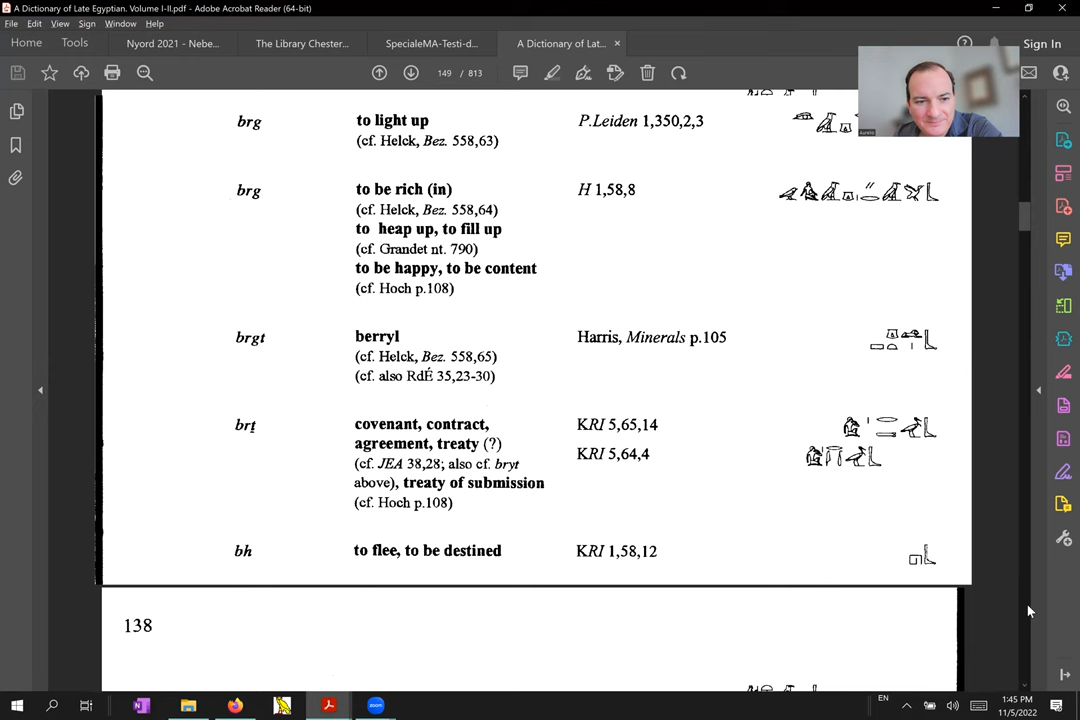 A Dictionary of Late Egyptian. Volume I-II.pdf - Adobe Acrobat Reader (64-bit)
File Edit View Sign Window Help
Home Tools Nyord 2021 - Nebe... The Library Chester... SpecialeMA-Testi-d... A Dictionary of Lat... × Sign In
149 / 813
brg to light up P.Leiden 1,350,2,3
(cf. Helck, Bez. 558,63)
brg to be rich (in) H 1,58,8
(cf. Helck, Bez. 558,64)
to heap up, to fill up
(cf. Grandet nt. 790)
to be happy, to be content
(cf. Hoch p.108)
brgt berryl Harris, Minerals p.105
(cf. Helck, Bez. 558,65)
(cf. also RdÉ 35,23-30)
brṯ covenant, contract, KRI 5,65,14
agreement, treaty (?)
(cf. JEA 38,28; also cf. bryt KRI 5,64,4
above), treaty of submission
(cf. Hoch p.108)
bh to flee, to be destined KRI 1,58,12
138
EN 1:45 PM
11/5/2022